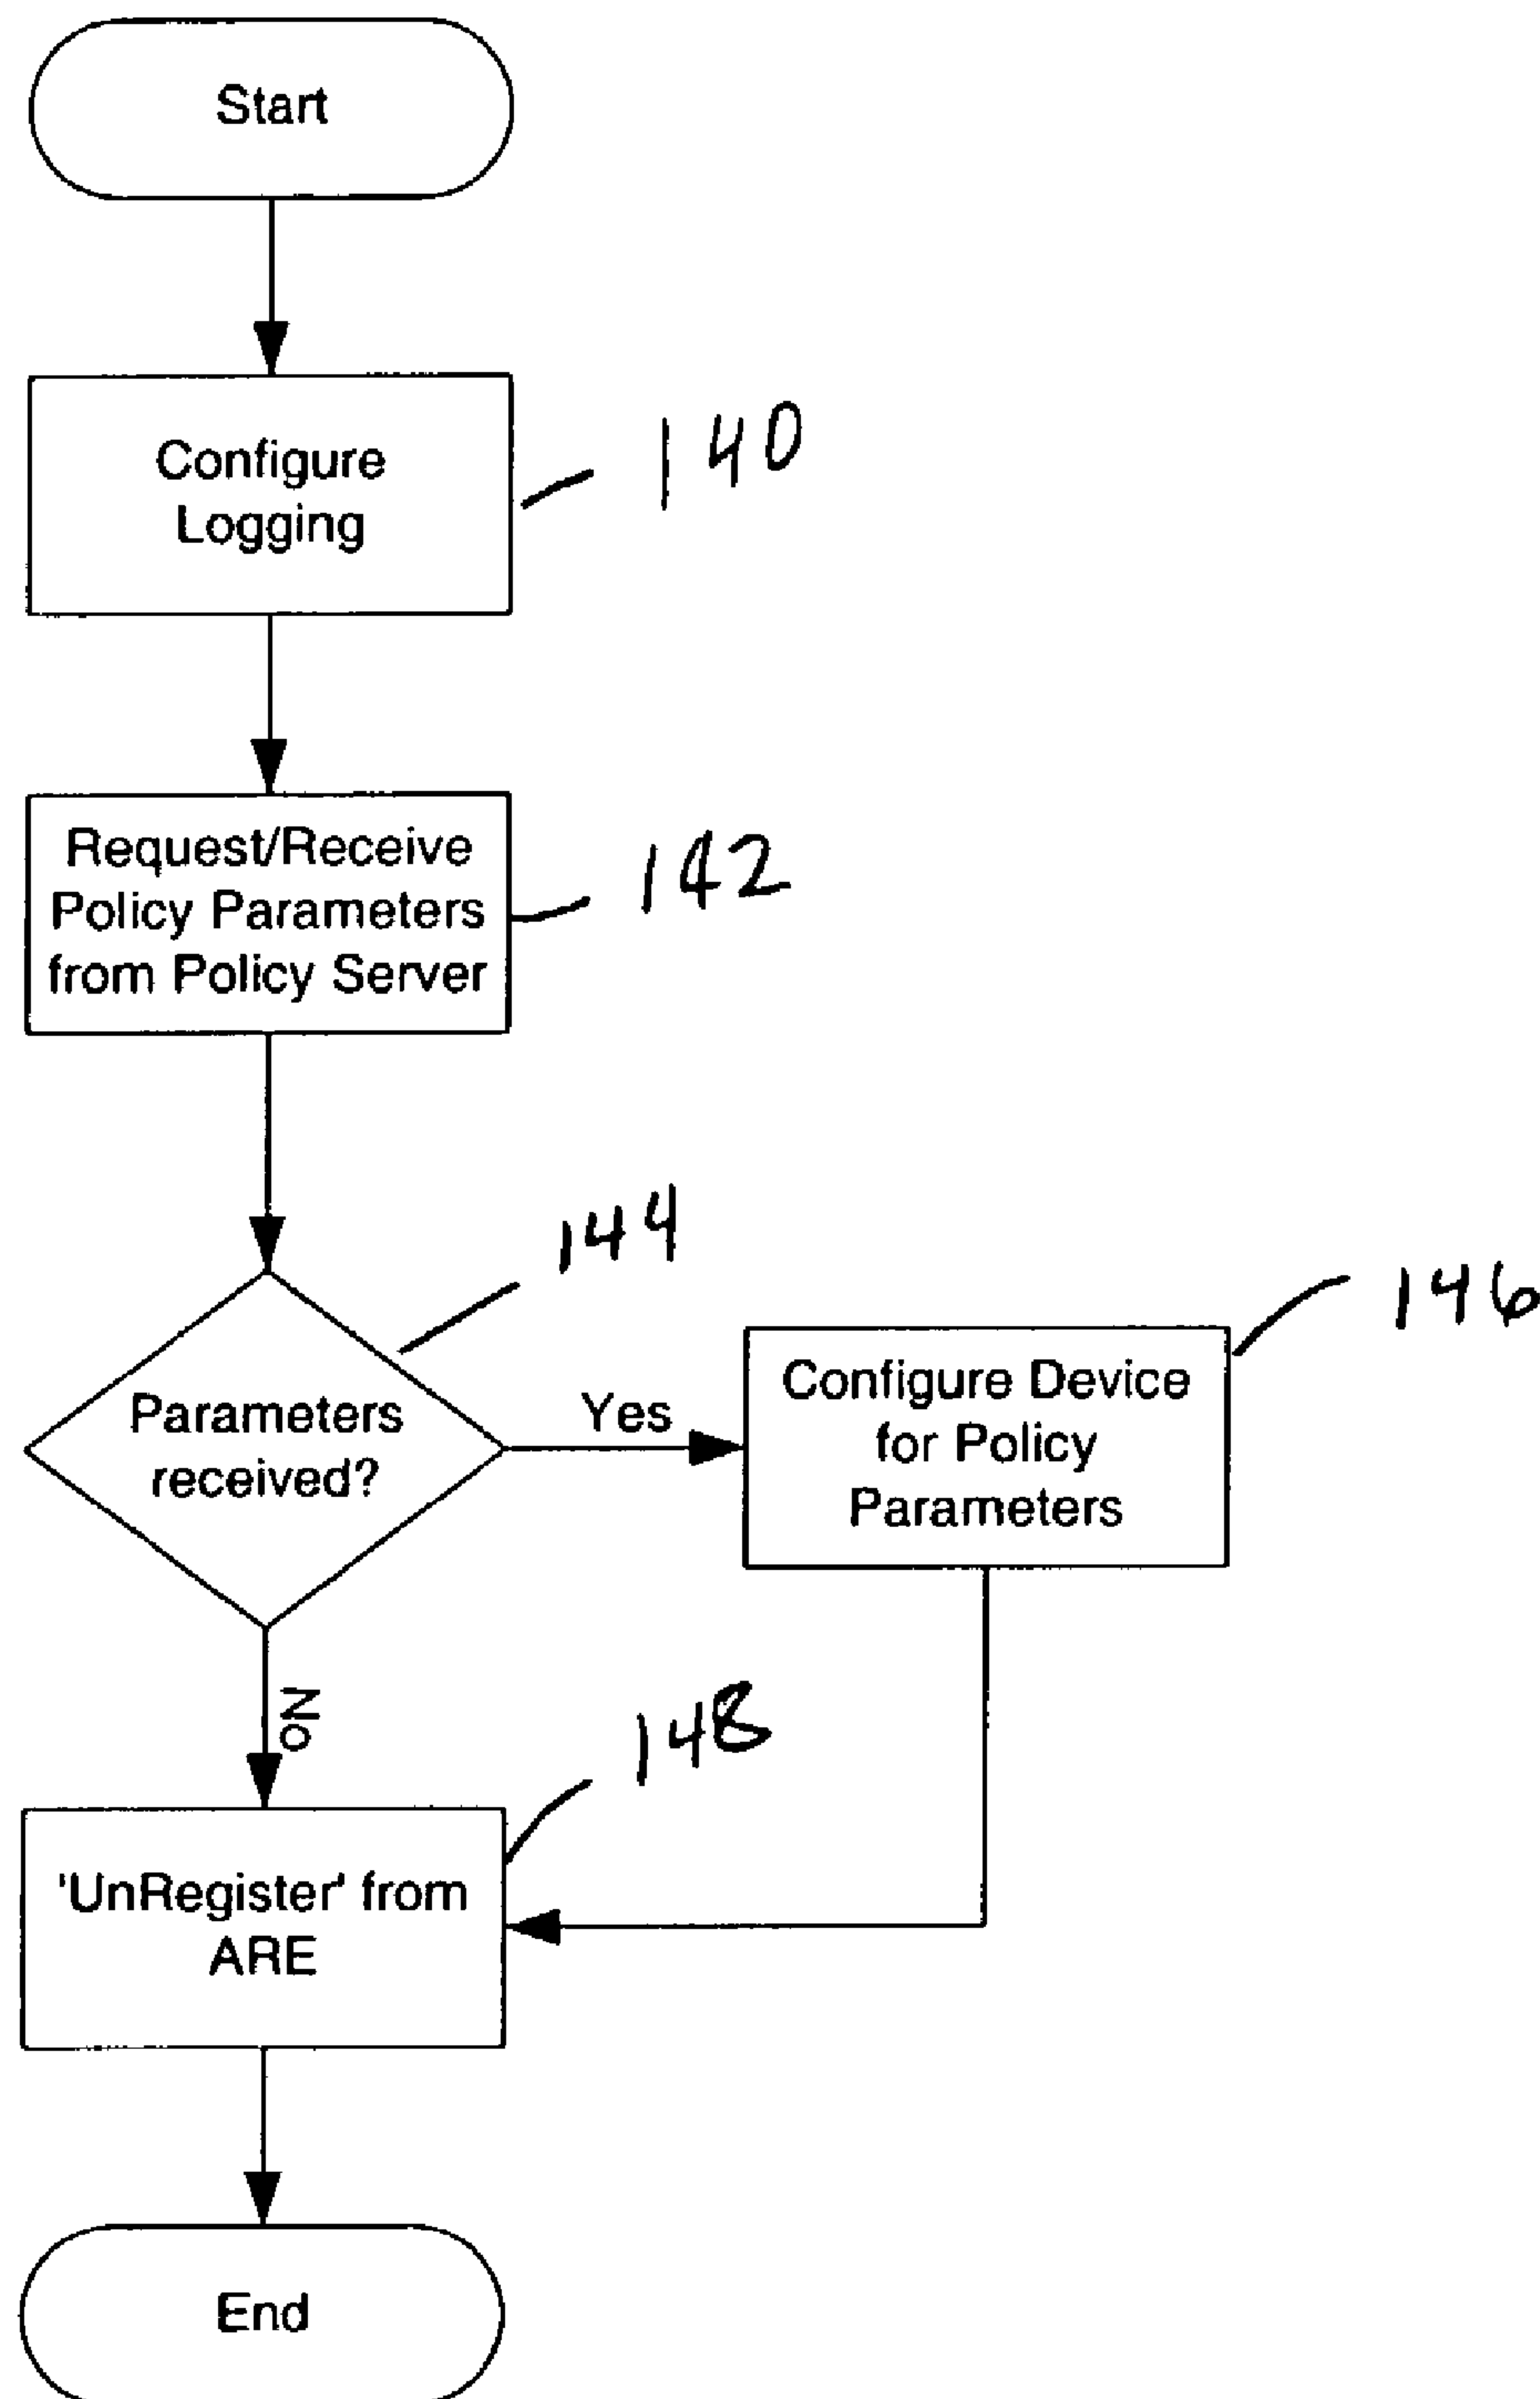 Start
Configure
Logging
140
Request/Receive
Policy Parameters
from Policy Server
142
144
Parameters
received?
Yes
146
Configure Device
for Policy
Parameters
No
148
'UnRegister' from
ARE
End